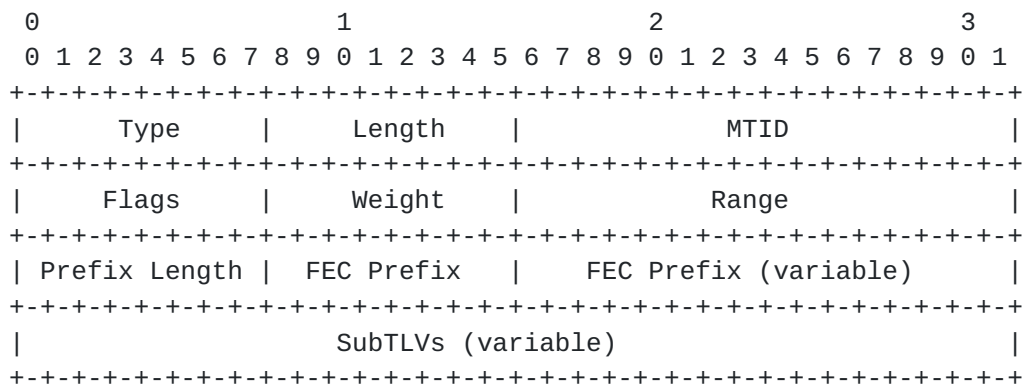 0                   1                   2                   3
 0 1 2 3 4 5 6 7 8 9 0 1 2 3 4 5 6 7 8 9 0 1 2 3 4 5 6 7 8 9 0 1
+-+-+-+-+-+-+-+-+-+-+-+-+-+-+-+-+-+-+-+-+-+-+-+-+-+-+-+-+-+-+-+-+
|      Type     |     Length    |             MTID              |
+-+-+-+-+-+-+-+-+-+-+-+-+-+-+-+-+-+-+-+-+-+-+-+-+-+-+-+-+-+-+-+-+
|     Flags     |     Weight    |            Range              |
+-+-+-+-+-+-+-+-+-+-+-+-+-+-+-+-+-+-+-+-+-+-+-+-+-+-+-+-+-+-+-+-+
| Prefix Length |  FEC Prefix   |    FEC Prefix (variable)      |
+-+-+-+-+-+-+-+-+-+-+-+-+-+-+-+-+-+-+-+-+-+-+-+-+-+-+-+-+-+-+-+-+
|                    SubTLVs (variable)                         |
+-+-+-+-+-+-+-+-+-+-+-+-+-+-+-+-+-+-+-+-+-+-+-+-+-+-+-+-+-+-+-+-+